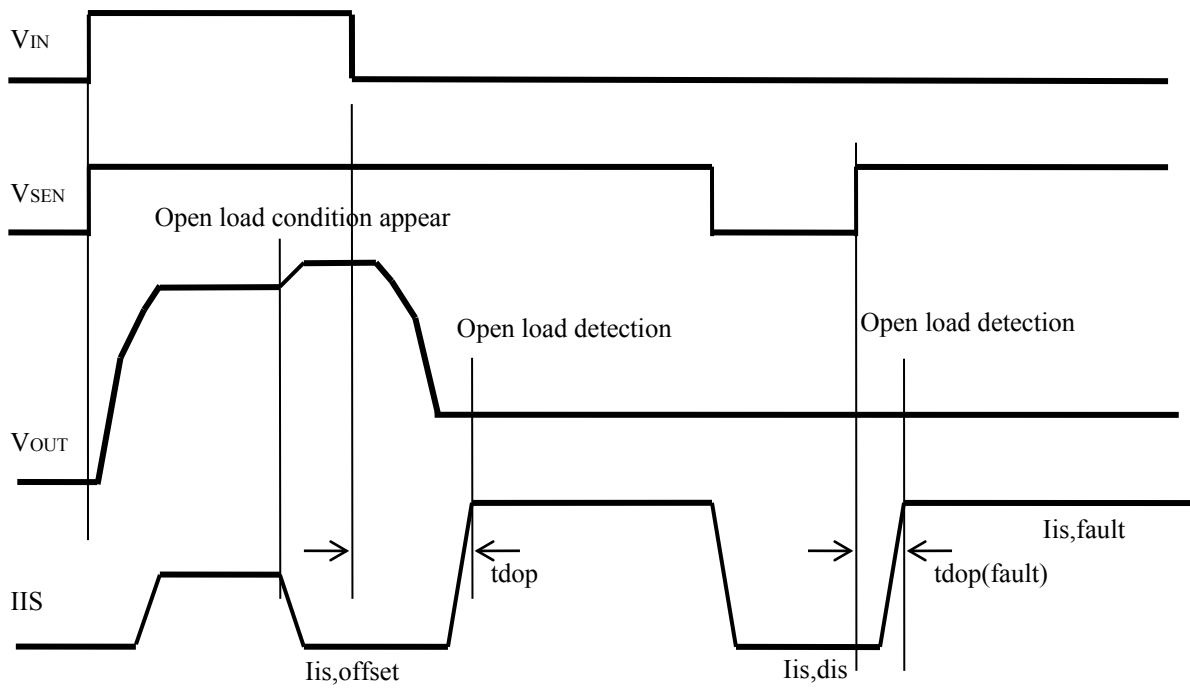 VIN
VSEN
Open load condition appear
Open load detection
Open load detection
VOUT
Iis,fault
tdop
tdop(fault)
IIS
Iis,offset
Iis,dis